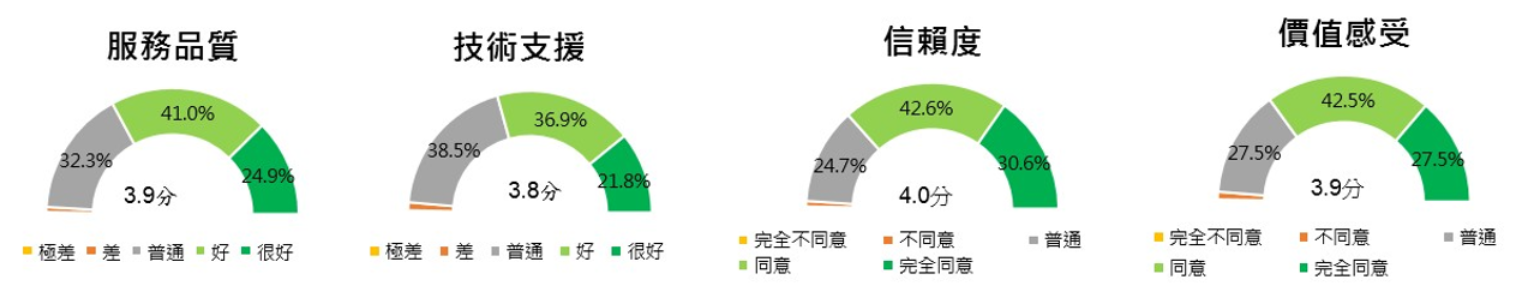 服務品質
41.0%
32.3%
24.9%
3.9分
極差 差 普通 好 很好
技術支援
36.9%
38.5%
21.8%
3.8分
極差 差 普通 好 很好
信賴度
42.6%
24.7%
30.6%
4.0分
完全不同意 不同意 普通
同意 完全同意
價值感受
42.5%
27.5%
27.5%
3.9分
完全不同意 不同意 普通
同意 完全同意